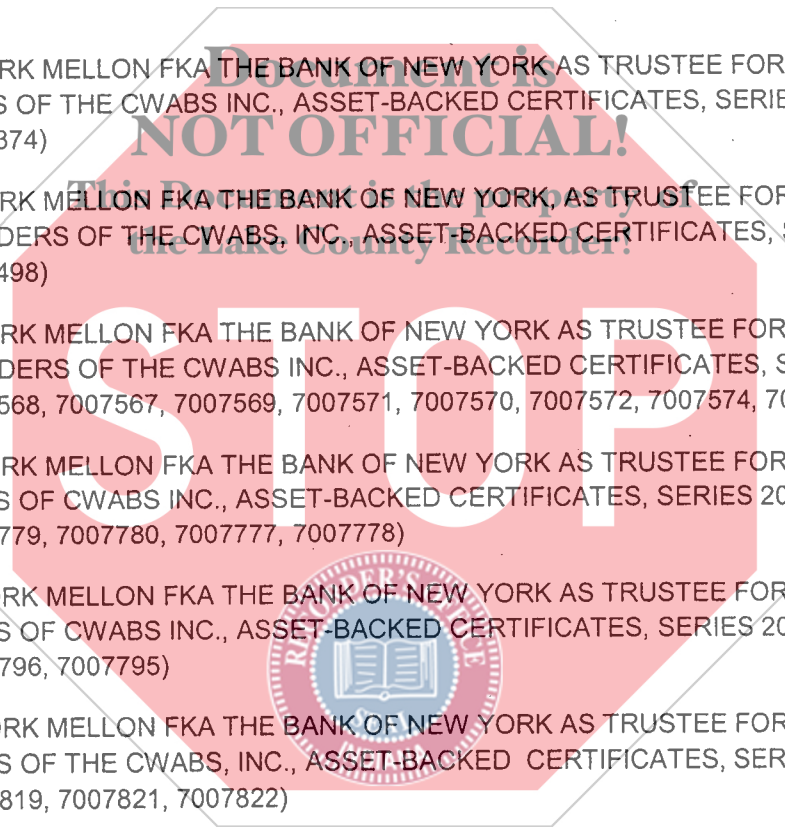 Document is
RK MELLON FKA THE BANK OF NEW YORK AS TRUSTEE FOR
S OF THE CWABS INC., ASSET-BACKED CERTIFICATES, SERIE
374)
NOT OFFICIAL!
This Document is the property of
RK MELLON FKA THE BANK OF NEW YORK, AS TRUSTEE FOR
the Lake County Recorder!
DERS OF THE CWABS, INC., ASSET-BACKED CERTIFICATES, S
498)
STOP
RK MELLON FKA THE BANK OF NEW YORK AS TRUSTEE FOR
DERS OF THE CWABS INC., ASSET-BACKED CERTIFICATES, S
568, 7007567, 7007569, 7007571, 7007570, 7007572, 7007574, 70
RK MELLON FKA THE BANK OF NEW YORK AS TRUSTEE FOR
S OF CWABS INC., ASSET-BACKED CERTIFICATES, SERIES 20
779, 7007780, 7007777, 7007778)
RK MELLON FKA THE BANK OF NEW YORK AS TRUSTEE FOR
S OF CWABS INC., ASSET-BACKED CERTIFICATES, SERIES 20
796, 7007795)
SEAL
RK MELLON FKA THE BANK OF NEW YORK AS TRUSTEE FOR
S OF THE CWABS, INC., ASSET-BACKED CERTIFICATES, SER
819, 7007821, 7007822)